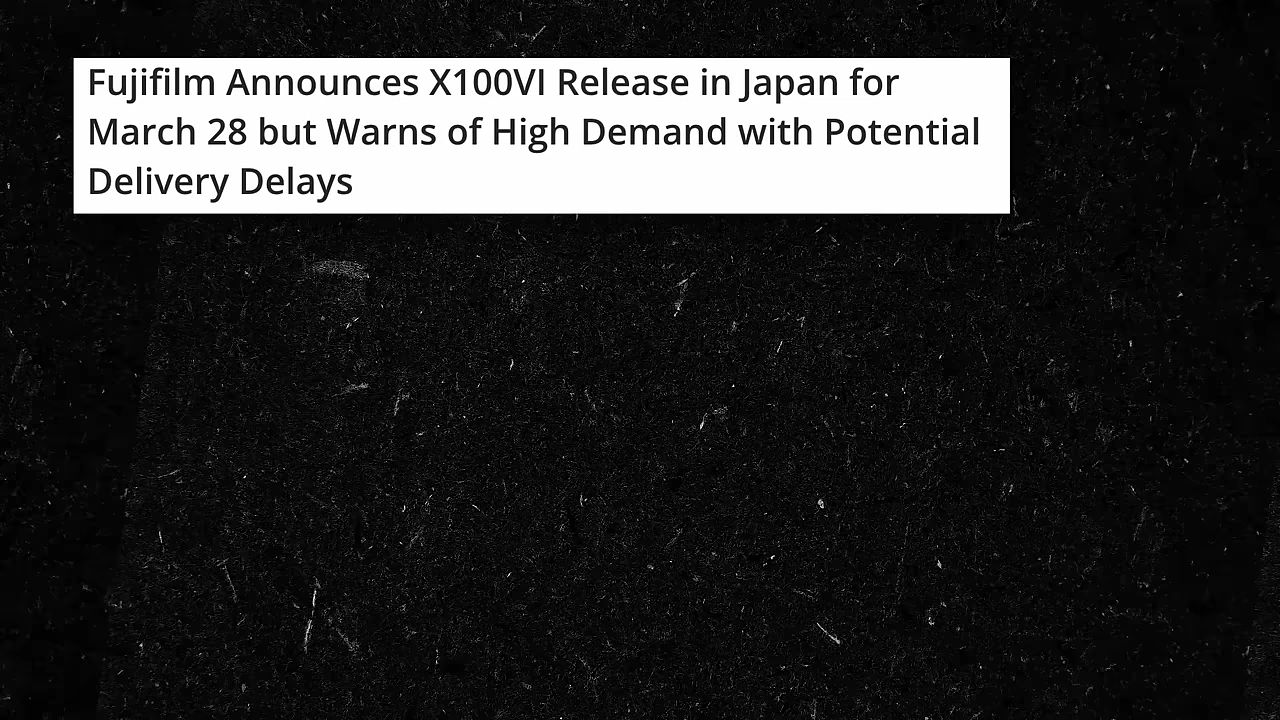 Fujifilm Announces X100VI Release in Japan for
March 28 but Warns of High Demand with Potential
Delivery Delays